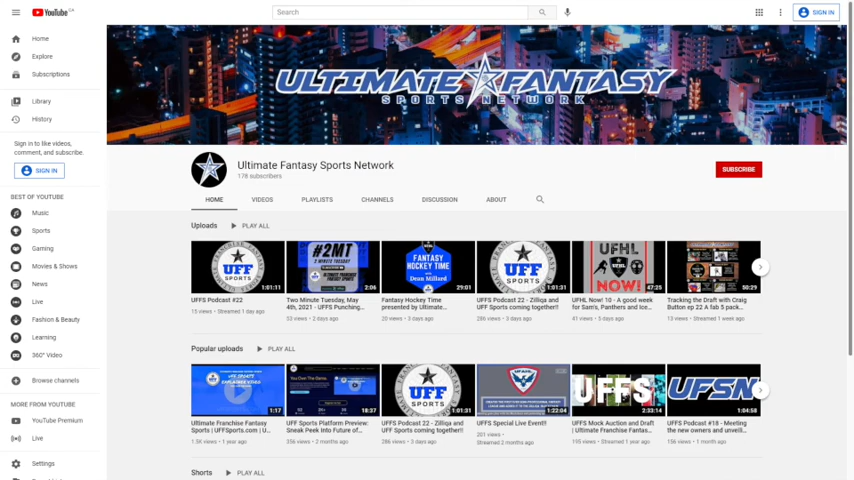 YouTube CA
Search
SIGN IN
Home
Explore
Subscriptions
Library
History
Sign in to like videos,
comment, and subscribe.
SIGN IN
BEST OF YOUTUBE
Music
Sports
Gaming
Movies & Shows
News
Live
Fashion & Beauty
Learning
360° Video
Browse channels
MORE FROM YOUTUBE
YouTube Premium
Live
Settings
ULTIMATE FANTASY
SPORTS NETWORK
Ultimate Fantasy Sports Network
178 subscribers
SUBSCRIBE
HOME VIDEOS PLAYLISTS CHANNELS DISCUSSION ABOUT
Uploads PLAY ALL
UFF
SPORTS
1:01:11
UFFS Podcast #22
15 views • Streamed 1 day ago
#2MT
2 MINUTE TUESDAY
2:06
Two Minute Tuesday, May
4th, 2021 - UFFS Punching...
53 views • 2 days ago
FANTASY
HOCKEY TIME
with
Dean Millard
29:01
Fantasy Hockey Time
presented by Ultimate...
20 views • 3 days ago
UFF
SPORTS
1:01:31
UFFS Podcast 22 - Zilliqa and
UFF Sports coming together!!
286 views • 3 days ago
UFHL
NOW!
47:25
UFHL Now! 10 - A good week
for Sam's, Panthers and Ice...
41 views • 5 days ago
50:29
Tracking the Draft with Craig
Button ep 22 A fab 5 pack...
13 views • Streamed 1 week ago
Popular uploads PLAY ALL
UFF SPORTS
EXPLAINER VIDEO
1:17
Ultimate Franchise Fantasy
Sports | UFFSports.com | U...
1.5K views • 1 year ago
18:37
UFF Sports Platform Preview:
Sneak Peek Into Future of...
356 views • 2 months ago
UFF
SPORTS
1:01:31
UFFS Podcast 22 - Zilliqa and
UFF Sports coming together!!
286 views • 3 days ago
1:22:04
UFF Special Live Event!!
201 views •
Streamed 2 months ago
UFFS
2:33:14
UFFS Mock Auction and Draft
| Ultimate Franchise Fantas...
195 views • Streamed 1 year ago
UFSN
1:04:58
UFFS Podcast #18 - Meeting
the new owners and unveili...
156 views • 1 month ago
Shorts PLAY ALL